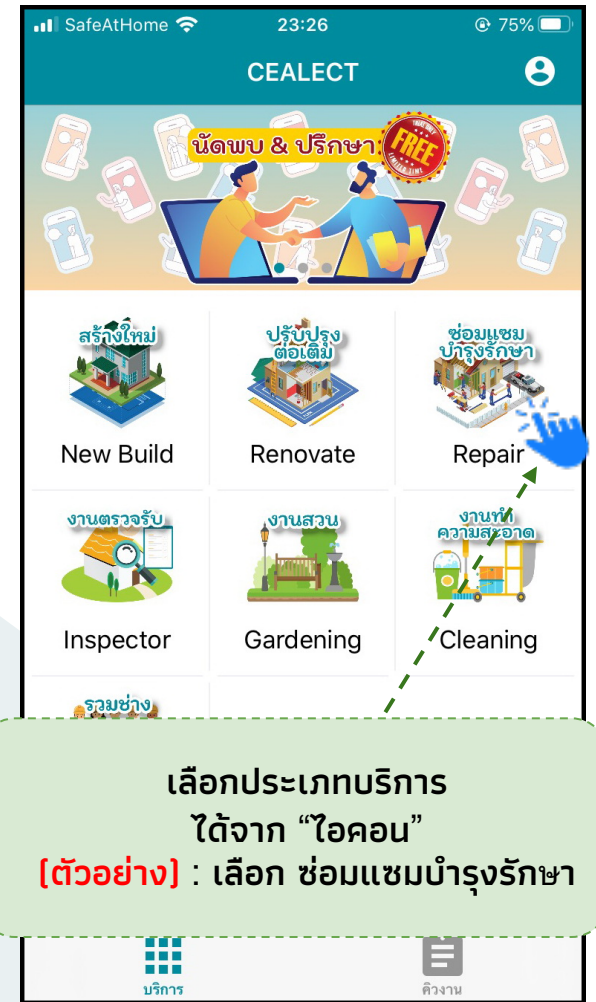 SafeAtHome
23:26
75%
CEALECT
นัดพบ & ปรึกษา
FREE
สร้างใหม่
ปรับปรุง
ต่อเติม
ซ่อมแซม
บำรุงรักษา
New Build
Renovate
Repair
งานตรวจรับ
งานสวน
งานทำ
ความสะอาด
Inspector
Gardening
Cleaning
รวมช่าง
เลือกประเภทบริการ
ได้จาก “ไอคอน”
(ตัวอย่าง) : เลือก ซ่อมแซมบำรุงรักษา
บริการ
คิวงาน